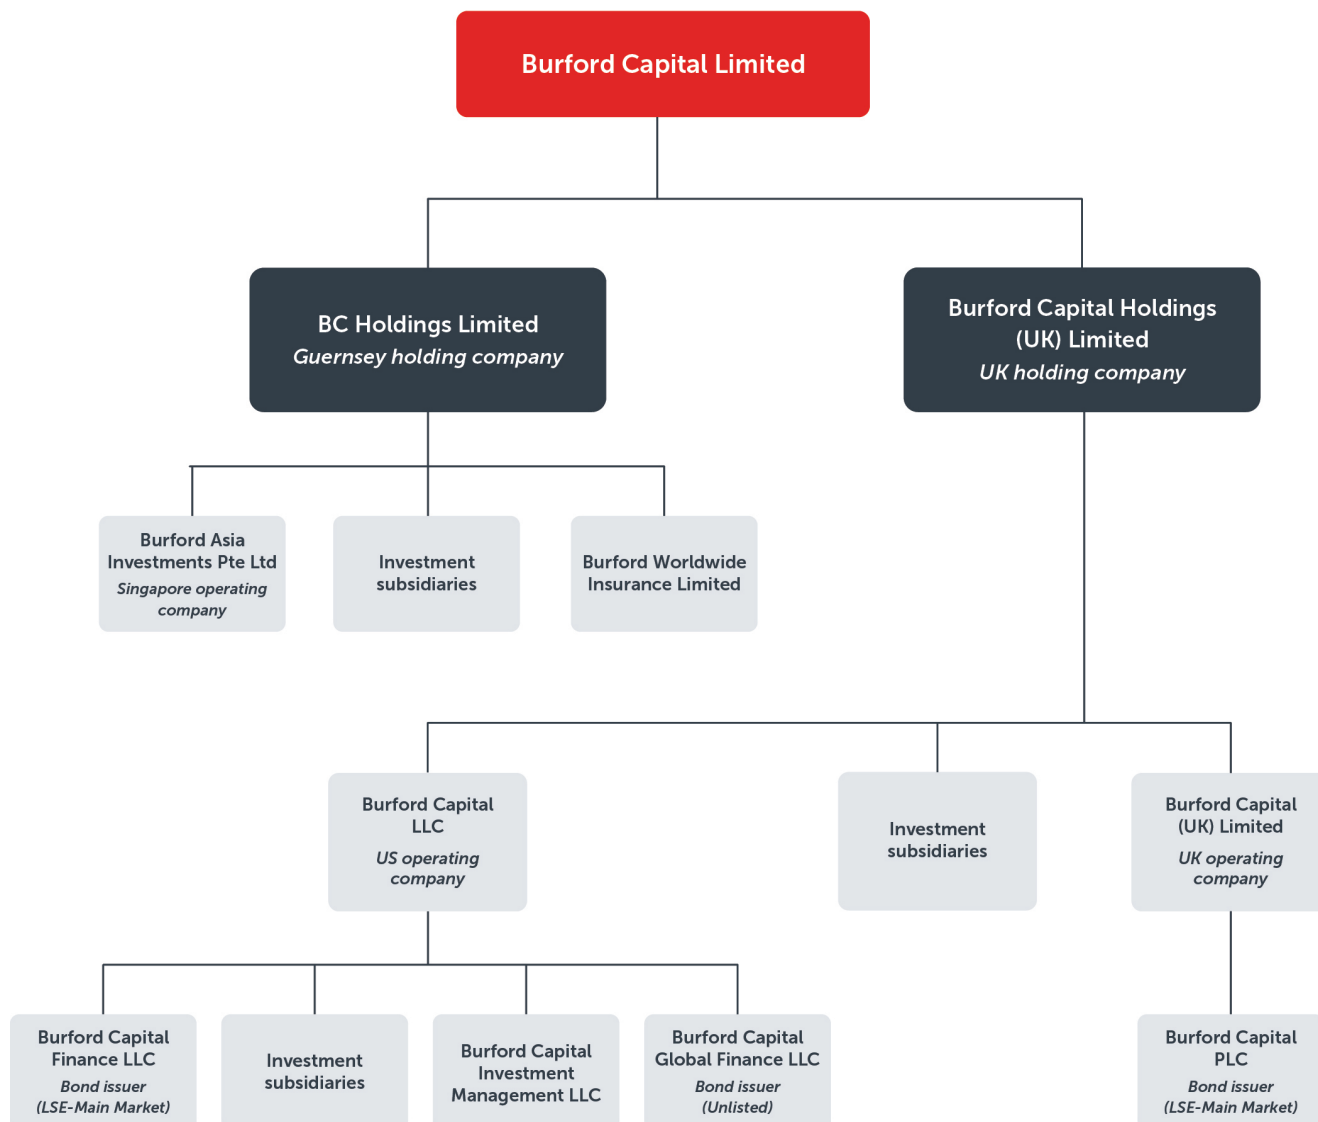 Burford Capital Limited
BC Holdings Limited
Guernsey holding company
Burford Capital Holdings
(UK) Limited
UK holding company
Burford Asia
Investments Pte Ltd
Singapore operating
company
Investment
subsidiaries
Burford Worldwide
Insurance Limited
Burford Capital
LLC
US operating
company
Investment
subsidiaries
Burford Capital
(UK) Limited
UK operating
company
Burford Capital
Finance LLC
Bond issuer
(LSE-Main Market)
Investment
subsidiaries
Burford Capital
Investment
Management LLC
Burford Capital
Global Finance LLC
Bond issuer
(Unlisted)
Burford Capital
PLC
Bond issuer
(LSE-Main Market)